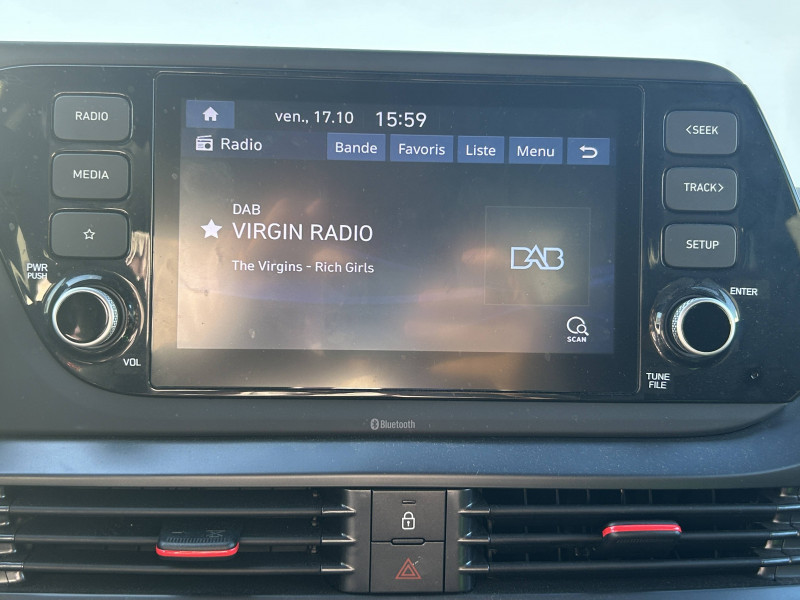 RADIO
MEDIA
PWR
PUSH
VOL
ven., 17.10 15:59
Radio
Bande Favoris Liste Menu
DAB
VIRGIN RADIO
The Virgins - Rich Girls
DAB
SCAN
<SEEK
TRACK>
SETUP
ENTER
TUNE
FILE
Bluetooth